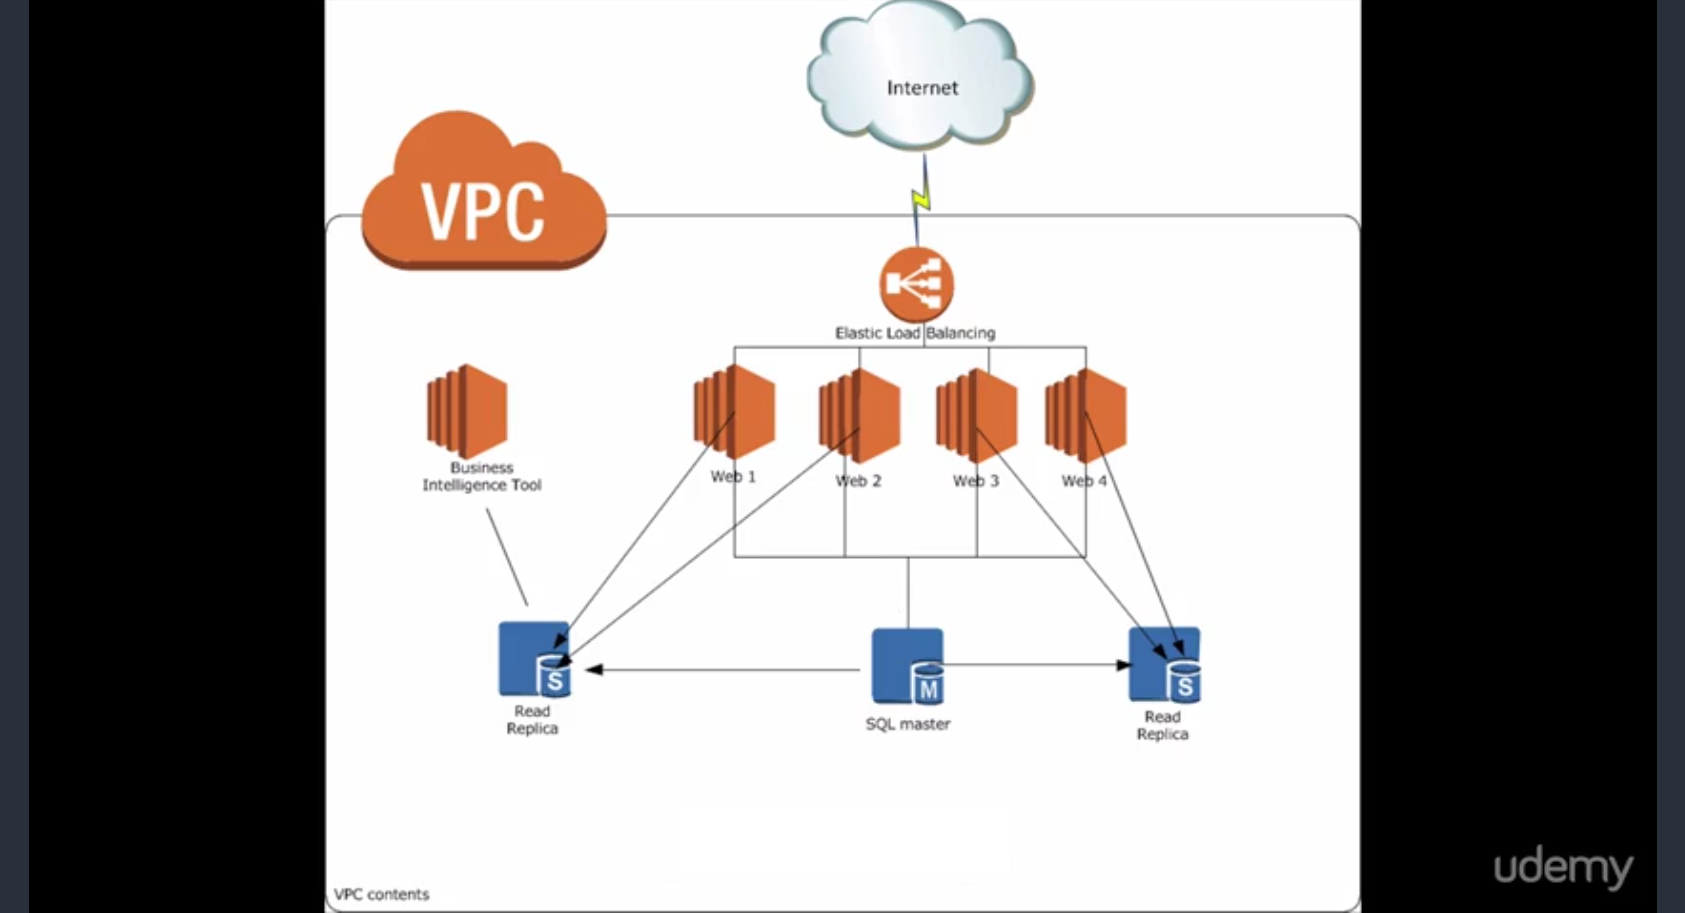 Internet
VPC
Elastic Load Balancing
Business
Intelligence Tool
Web 1
Web 2
Web 3
Web 4
S
M
S
Read
Replica
SQL master
Read
Replica
VPC contents
udemy